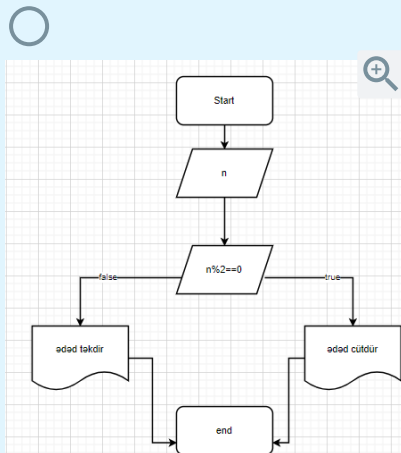 Start
n
n%2==0
false
true
ədəd təkdir
ədəd cütdür
end